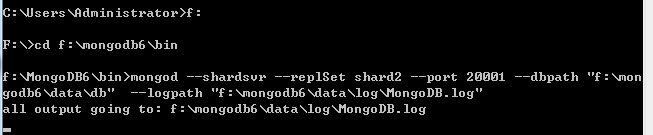 C:\Users\Administrator>f:
F:\>cd f:\mongodb6\bin
f:\MongoDB6\bin>mongod --shardsvr --replSet shard2 --port 20001 --dbpath "f:\mon
godb6\data\db"  --logpath "f:\mongodb6\data\log\MongoDB.log"
all output going to: f:\mongodb6\data\log\MongoDB.log